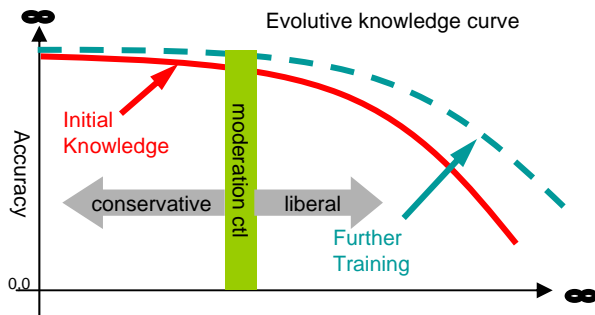 ∞
Evolutive knowledge curve
Initial
Knowledge
Accuracy
moderation ctl
conservative
liberal
Further
Training
0,0
∞